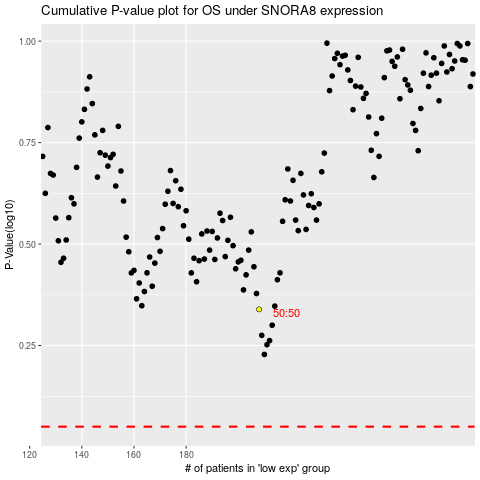 Cumulative P-value plot for OS under SNORA8 expression
1.00
0.75
0.50
0.25
P-Value(log10)
50:50
120 140 160 180
# of patients in 'low exp' group